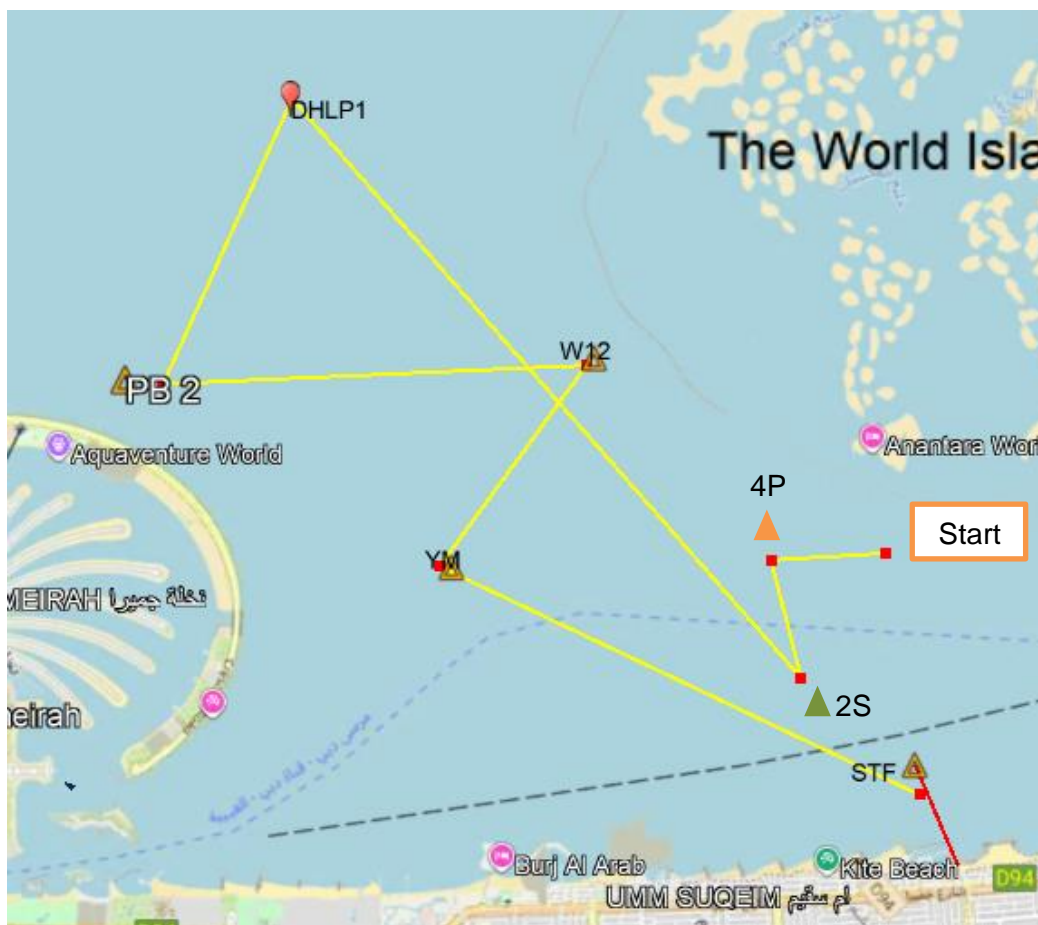 DHLP1
The World Isla
W12
PB 2
Aquaventure World
Anantara Worl
4P
Start
YM
MEIRAH نخلة جميرا
eirah
2S
STF
Burj Al Arab
Kite Beach
D94
UMM SUQEIM أم سقيم